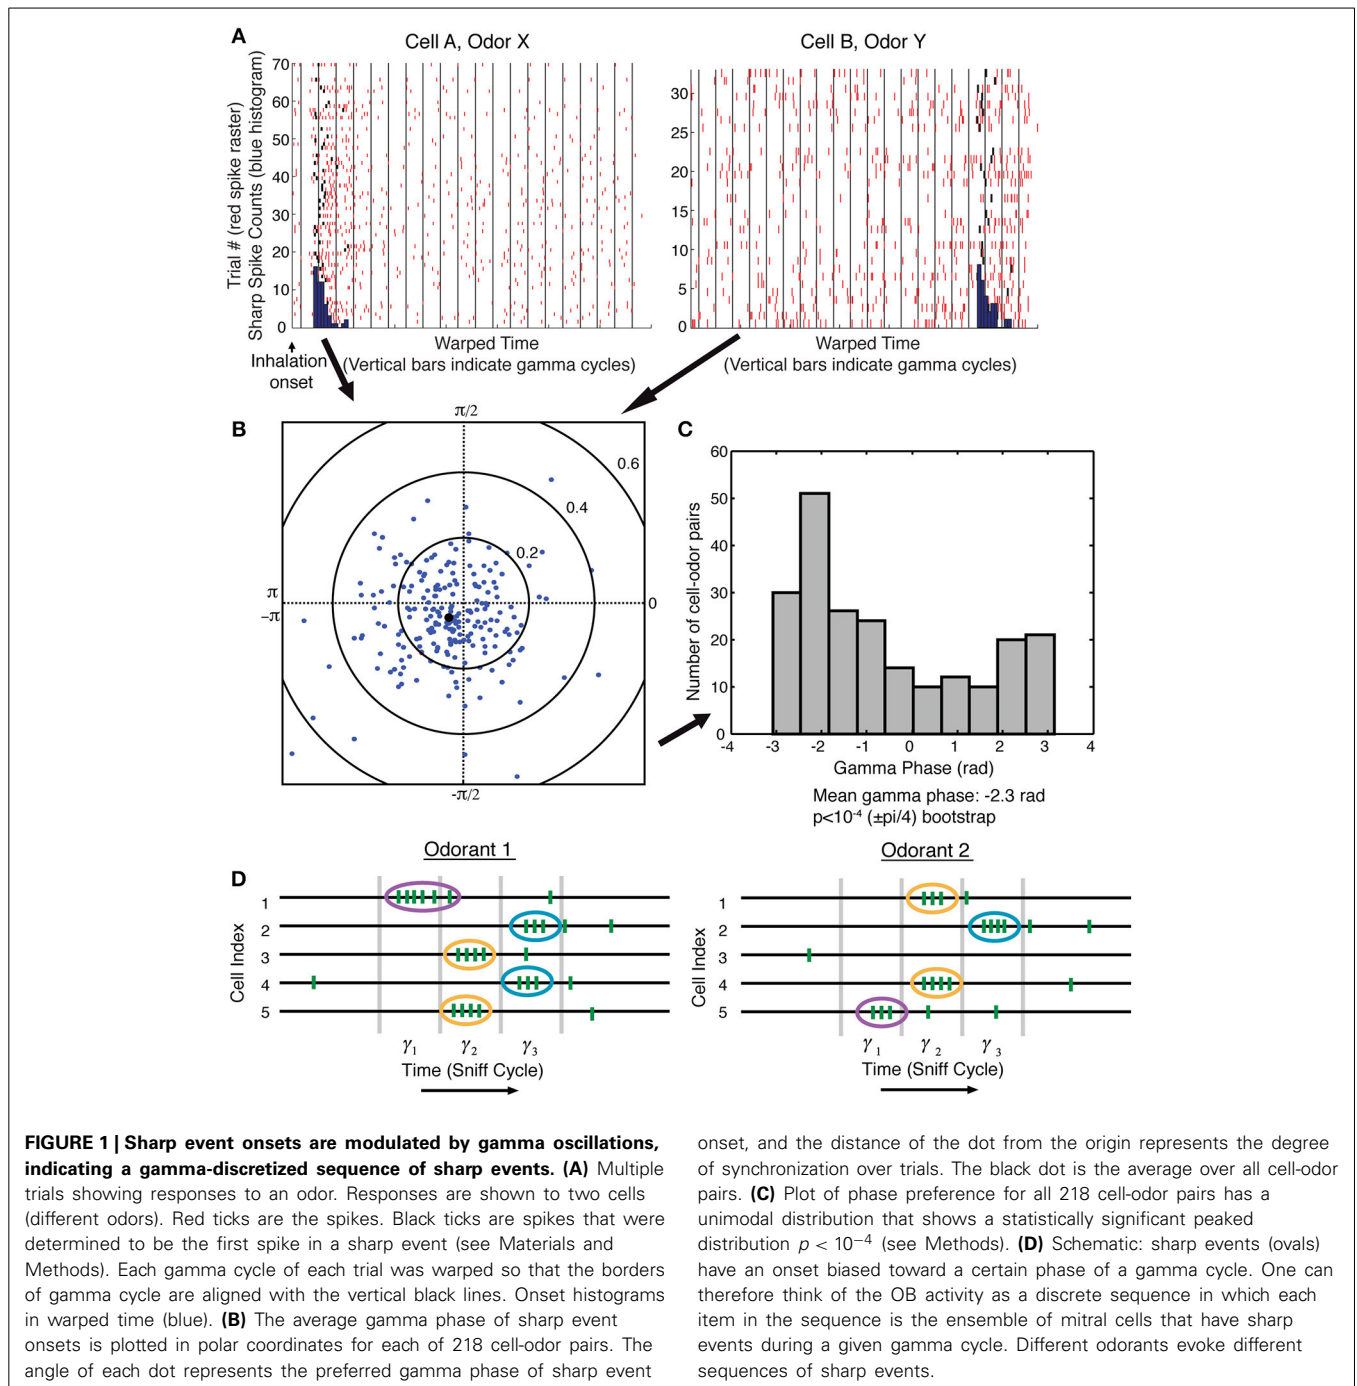 A
Cell A, Odor X
Cell B, Odor Y
Trial # (red spike raster)
Sharp Spike Counts (blue histogram)
70
60
50
40
30
20
10
0
30
25
20
15
10
5
0
Inhalation
onset
Warped Time
(Vertical bars indicate gamma cycles)
Warped Time
(Vertical bars indicate gamma cycles)
B
π/2
0.6
0.4
0.2
π
-π
0
-π/2
C
Number of cell-odor pairs
60
50
40
30
20
10
0
-4 -3 -2 -1 0 1 2 3 4
Gamma Phase (rad)
Mean gamma phase: -2.3 rad
p<10⁻⁴ (±pi/4) bootstrap
D
Odorant 1
Cell Index
1
2
3
4
5
γ₁ γ₂ γ₃
Time (Sniff Cycle)
Odorant 2
Cell Index
1
2
3
4
5
γ₁ γ₂ γ₃
Time (Sniff Cycle)
FIGURE 1 | Sharp event onsets are modulated by gamma oscillations,
indicating a gamma-discretized sequence of sharp events. (A) Multiple
trials showing responses to an odor. Responses are shown to two cells
(different odors). Red ticks are the spikes. Black ticks are spikes that were
determined to be the first spike in a sharp event (see Materials and
Methods). Each gamma cycle of each trial was warped so that the borders
of gamma cycle are aligned with the vertical black lines. Onset histograms
in warped time (blue). (B) The average gamma phase of sharp event
onsets is plotted in polar coordinates for each of 218 cell-odor pairs. The
angle of each dot represents the preferred gamma phase of sharp event
onset, and the distance of the dot from the origin represents the degree
of synchronization over trials. The black dot is the average over all cell-odor
pairs. (C) Plot of phase preference for all 218 cell-odor pairs has a
unimodal distribution that shows a statistically significant peaked
distribution p < 10⁻⁴ (see Methods). (D) Schematic: sharp events (ovals)
have an onset biased toward a certain phase of a gamma cycle. One can
therefore think of the OB activity as a discrete sequence in which each
item in the sequence is the ensemble of mitral cells that have sharp
events during a given gamma cycle. Different odorants evoke different
sequences of sharp events.